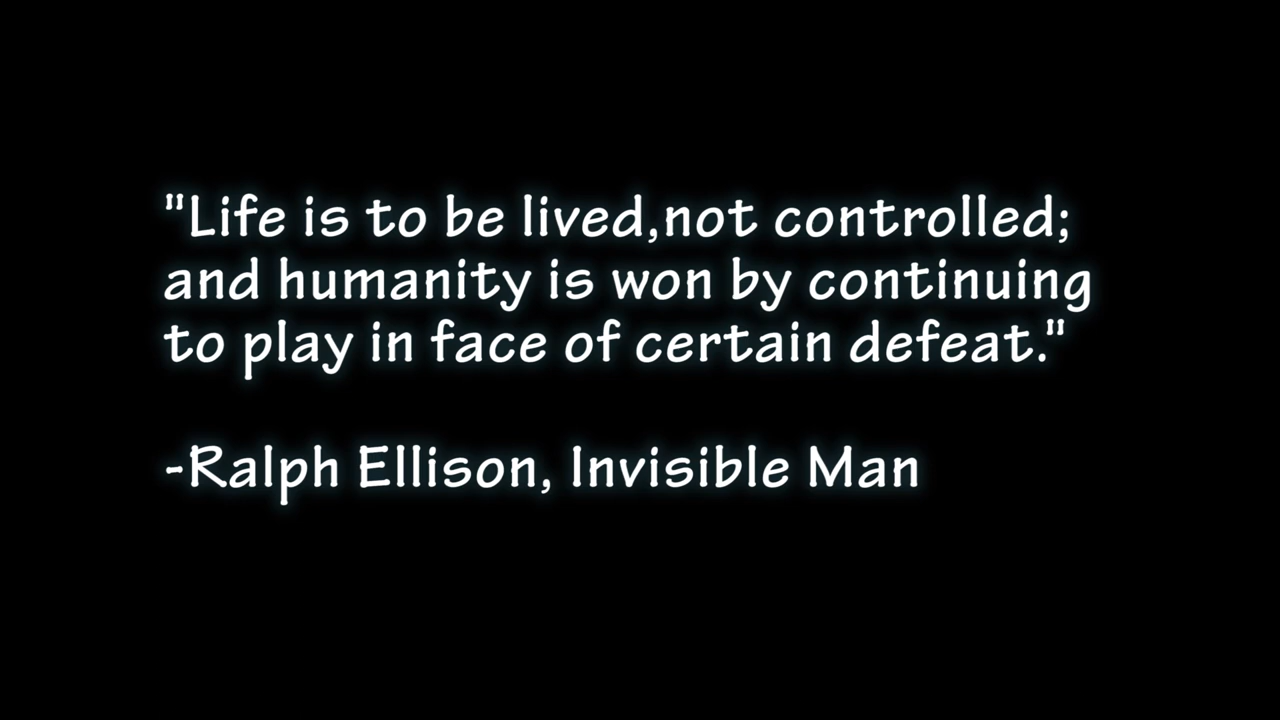 "Life is to be lived,not controlled;
and humanity is won by continuing
to play in face of certain defeat."
-Ralph Ellison, Invisible Man